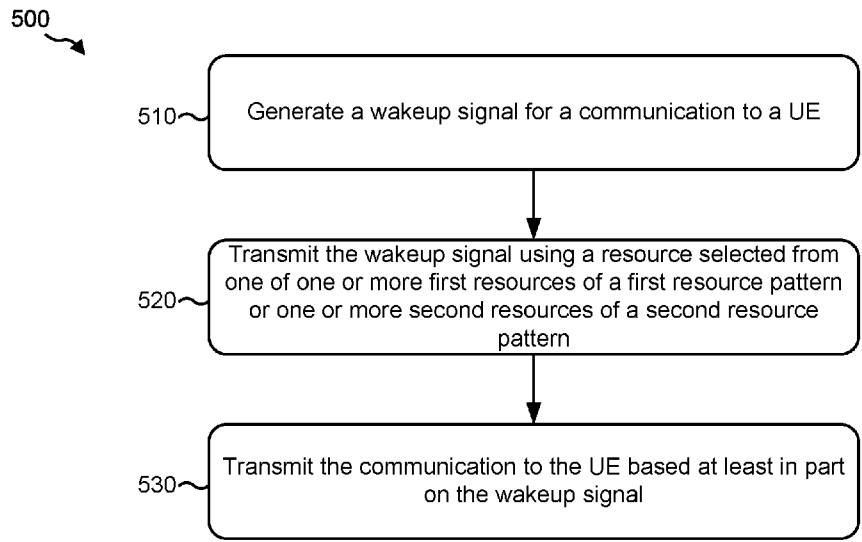 500
510
Generate a wakeup signal for a communication to a UE
520
Transmit the wakeup signal using a resource selected from
one of one or more first resources of a first resource pattern
or one or more second resources of a second resource
pattern
530
Transmit the communication to the UE based at least in part
on the wakeup signal